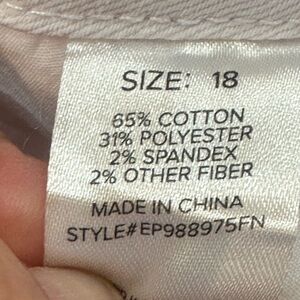 SIZE: 18
65% COTTON
31% POLYESTER
2% SPANDEX
2% OTHER FIBER
MADE IN CHINA
STYLE#EP988975FN